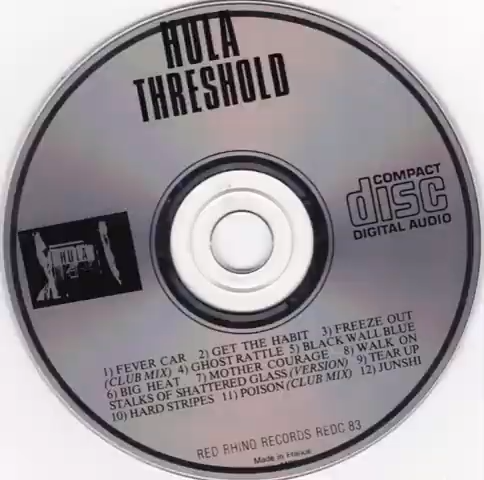 HULA
THRESHOLD
COMPACT
disc
DIGITAL AUDIO
HULA
1) FEVER CAR 2) GET THE HABIT 3) FREEZE OUT
(CLUB MIX) 4) GHOST RATTLE 5) BLACK WALL BLUE
6) BIG HEAT 7) MOTHER COURAGE 8) WALK ON
STALKS OF SHATTERED GLASS (VERSION) 9) TEAR UP
10) HARD STRIPES 11) POISON (CLUB MIX) 12) JUNSHI
RED RHINO RECORDS REDC 83
Made in France